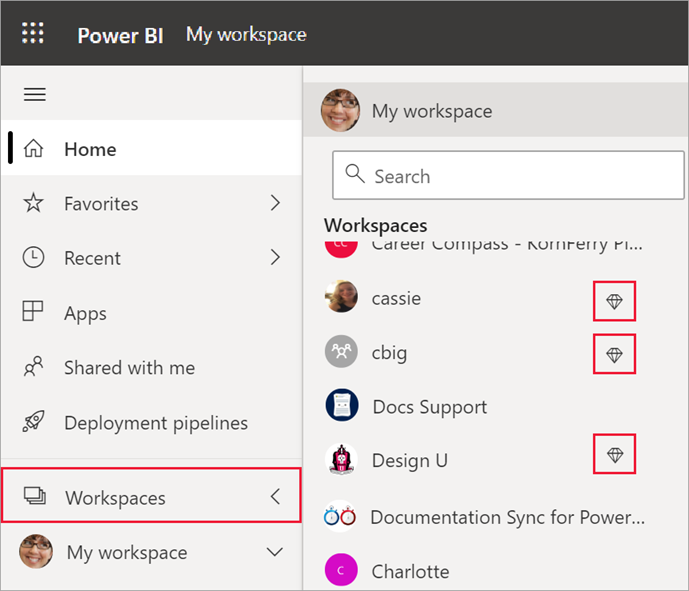 Power BI My workspace
Home
Favorites
Recent
Apps
Shared with me
Deployment pipelines
Workspaces
My workspace
My workspace
Search
Workspaces
CC Career Compass - KornFerry Pl...
cassie
cbig
Docs Support
Design U
Documentation Sync for Power...
C Charlotte